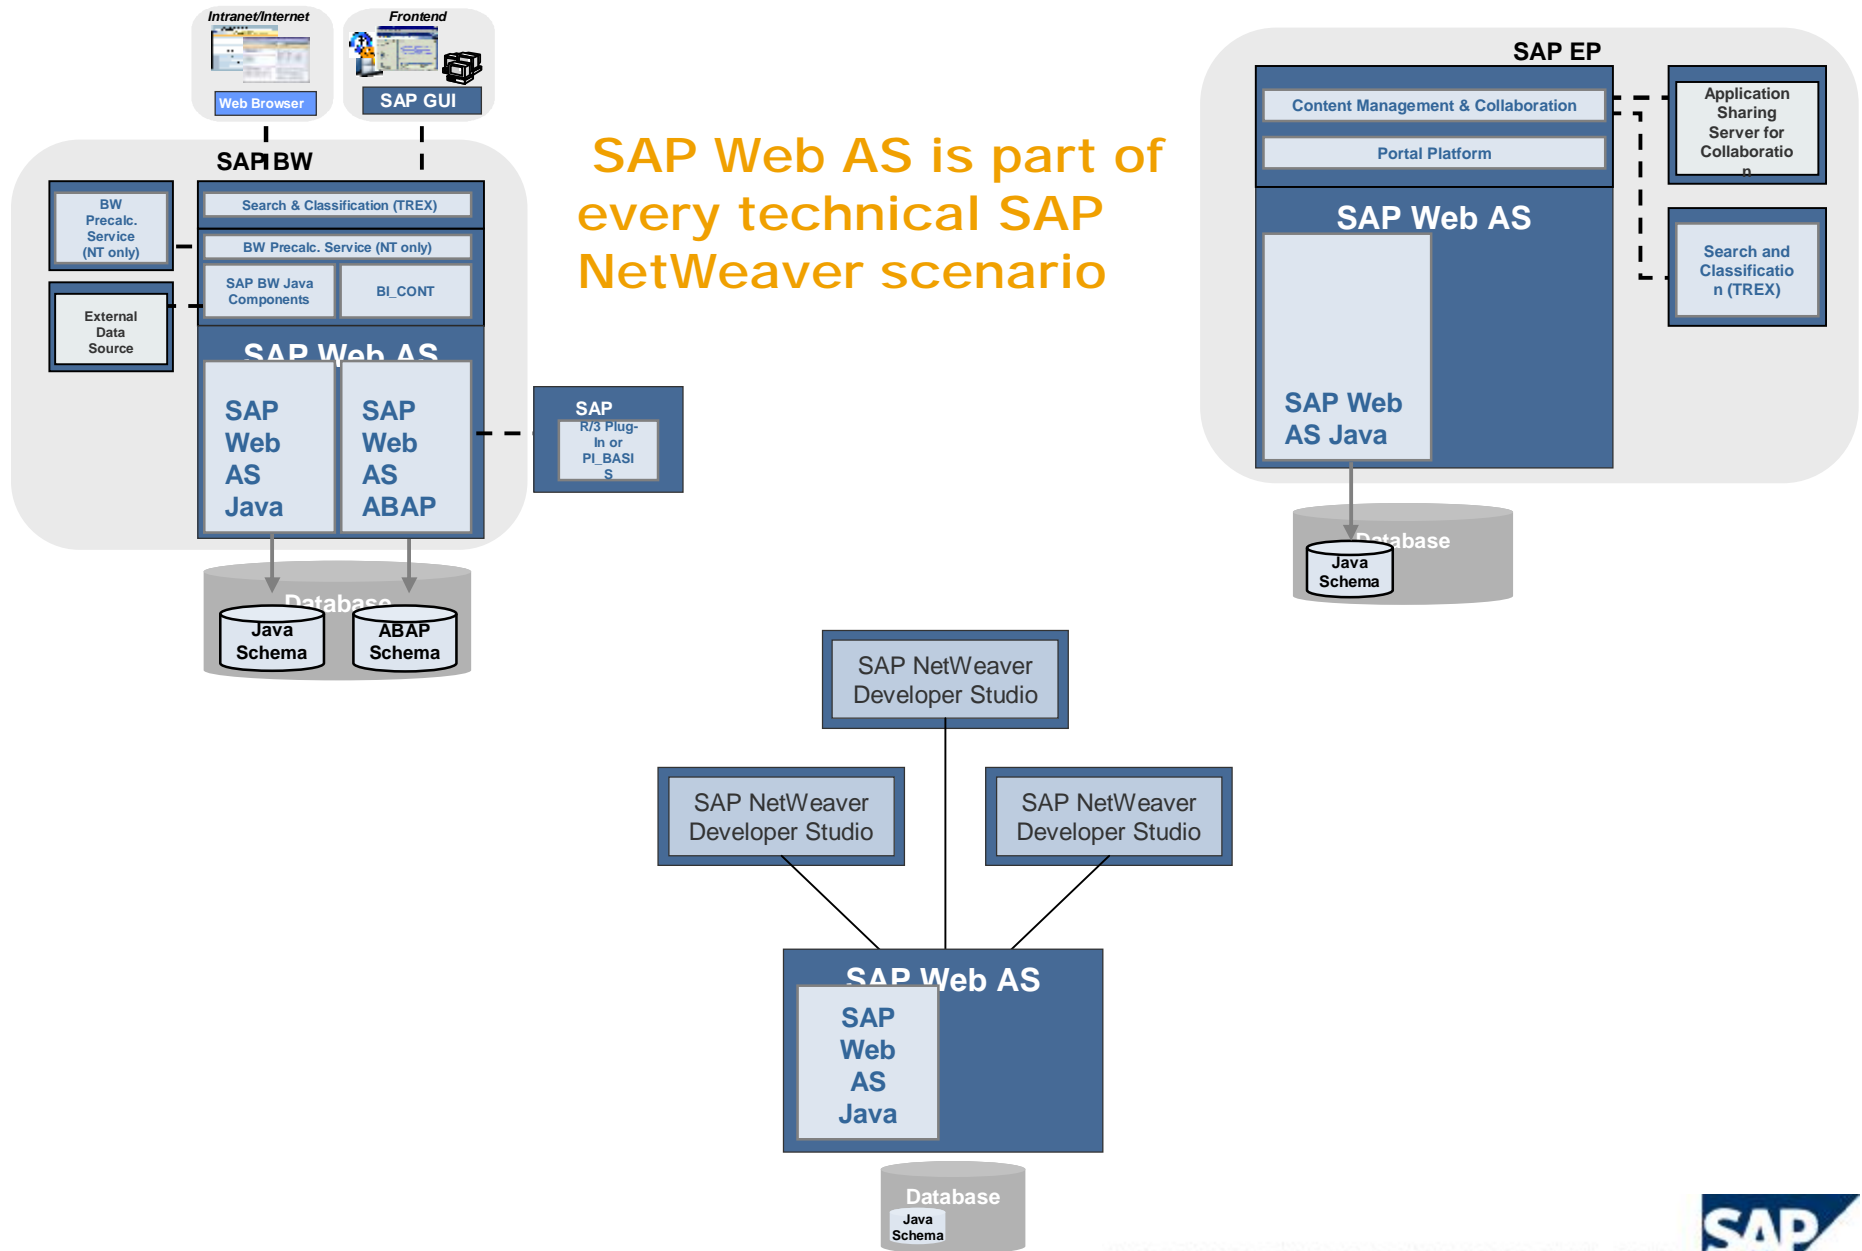 Intranet/Internet
Frontend
Web Browser
SAP GUI
SAP BW
BW
Precalc.
Service
(NT only)
External
Data
Source
Search & Classification (TREX)
BW Precalc. Service (NT only)
SAP BW Java
Components
BI_CONT
SAP Web AS
SAP
Web
AS
Java
SAP
Web
AS
ABAP
SAP
R/3 Plug-
In or
PI_BASI
S
Database
Java
Schema
ABAP
Schema
SAP Web AS is part of
every technical SAP
NetWeaver scenario
SAP EP
Content Management & Collaboration
Portal Platform
SAP Web AS
SAP Web
AS Java
Application
Sharing
Server for
Collaboratio
n
Search and
Classificatio
n (TREX)
Database
Java
Schema
SAP NetWeaver
Developer Studio
SAP NetWeaver
Developer Studio
SAP NetWeaver
Developer Studio
SAP Web AS
SAP
Web
AS
Java
Database
Java
Schema
SAP